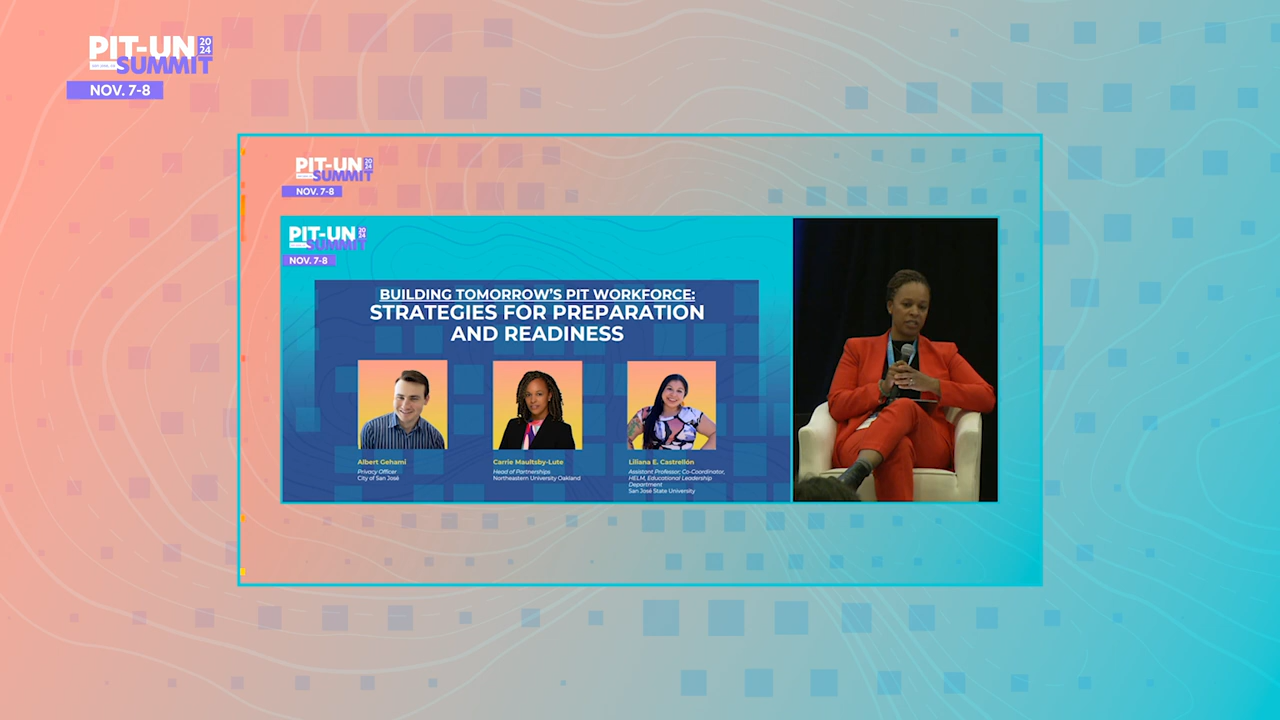 PIT-UN 2024
SUMMIT
NOV. 7-8
PIT-UN 2024
SUMMIT
NOV. 7-8
PIT-UN 2024
SUMMIT
NOV. 7-8
BUILDING TOMORROW'S PIT WORKFORCE:
STRATEGIES FOR PREPARATION
AND READINESS
Albert Gehami
Privacy Officer
City of San José
Carrie Maultsby-Lute
Head of Partnerships
Northeastern University Oakland
Liliana E. Castrellón
Assistant Professor; Co-Coordinator,
HELM, Educational Leadership
Department
San José State University